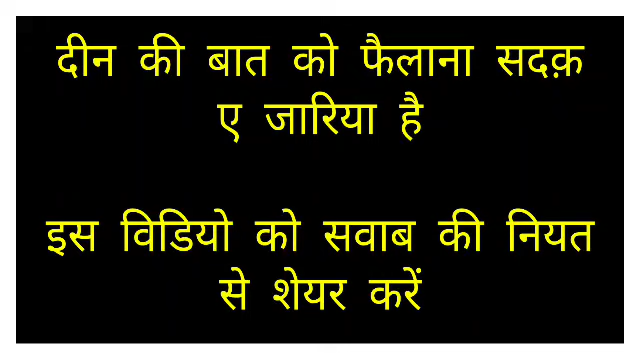 दीन की बात को फैलाना सदक़
ए जारिया है
इस विडियो को सवाब की नियत
से शेयर करें